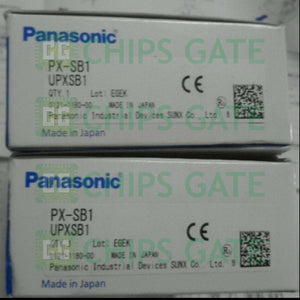 Panasonic
PX-SB1
UPXSB1
QTY. 1 Lot: EGEK
MADE IN JAPAN
Panasonic Industrial Devices SUNX Co., Ltd.
Made in Japan
CHIPS GATE
Panasonic
PX-SB1
UPXSB1
QTY. Lot: EGEK
MADE IN JAPAN
Panasonic Industrial Devices SUNX Co., Ltd.
Made in Japan
CHIPS GATE